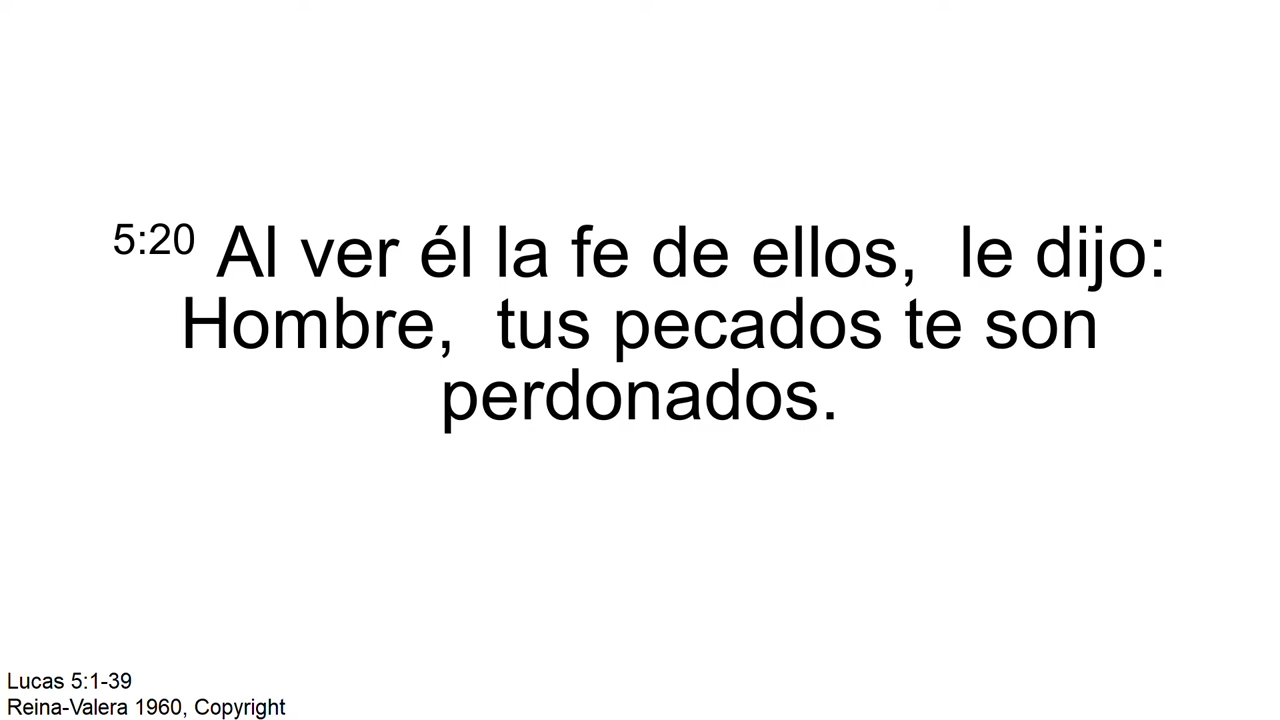 5:20 Al ver él la fe de ellos,  le dijo:
Hombre,  tus pecados te son
perdonados.
Lucas 5:1-39
Reina-Valera 1960, Copyright